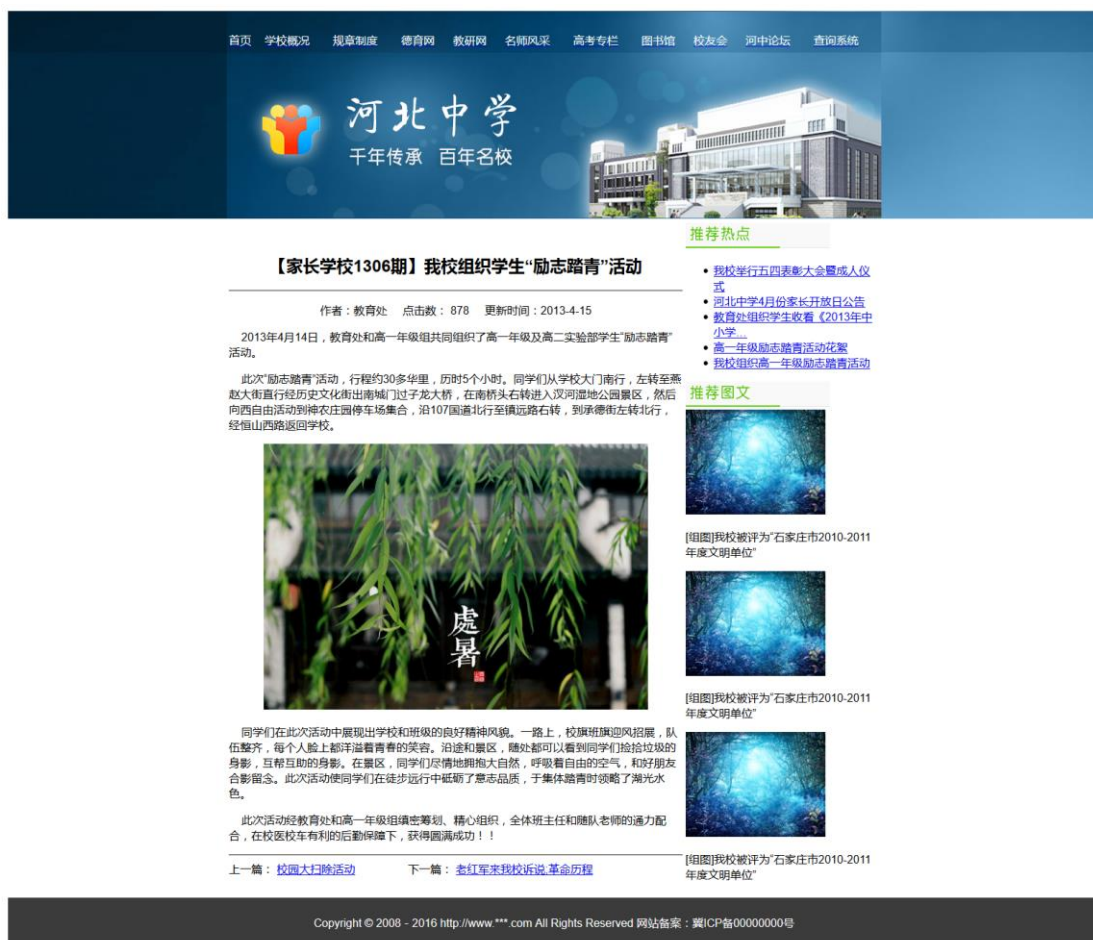 首页 学校概况 规章制度 德育网 教研网 名师风采 高考专栏 图书馆 校友会 河中论坛 查询系统
河北中学
千年传承 百年名校
【家长学校1306期】我校组织学生“励志踏青”活动
作者：教育处 点击数： 878 更新时间：2013-4-15
2013年4月14日，教育处和高一年级组共同组织了高一年级及高二实验部学生“励志踏青”
活动。
此次“励志踏青”活动，行程约30多华里，历时5个小时。同学们从学校大门南行，左转至燕
赵大街直行经历史文化街出南城门过子龙大桥，在南桥头右转进入汊河湿地公园景区，然后
向西自由活动到神农庄园停车场集合，沿107国道北行至镇远路右转，到承德街左转北行，
经恒山西路返回学校。
處
暑
同学们在此次活动中展现出学校和班级的良好精神风貌。一路上，校旗班旗迎风招展，队
伍整齐，每个人脸上都洋溢着青春的笑容。沿途和景区，随处都可以看到同学们捡拾垃圾的
身影，互帮互助的身影。在景区，同学们尽情地拥抱大自然，呼吸着自由的空气，和好朋友
合影留念。此次活动使同学们在徒步远行中砥砺了意志品质，于集体踏青时领略了湖光水
色。
此次活动经教育处和高一年级组缜密筹划、精心组织，全体班主任和随队老师的通力配
合，在校医校车有利的后勤保障下，获得圆满成功！！
上一篇： 校园大扫除活动 下一篇： 老红军来我校诉说.革命历程
推荐热点
我校举行五四表彰大会暨成人仪
式
河北中学4月份家长开放日公告
教育处组织学生收看《2013年中
小学...
高一年级励志踏青活动花絮
我校组织高一年级励志踏青活动
推荐图文
[组图]我校被评为“石家庄市2010-2011
年度文明单位”
[组图]我校被评为“石家庄市2010-2011
年度文明单位”
[组图]我校被评为“石家庄市2010-2011
年度文明单位”
Copyright © 2008 - 2016 http://www.***.com All Rights Reserved 网站备案：冀ICP备00000000号